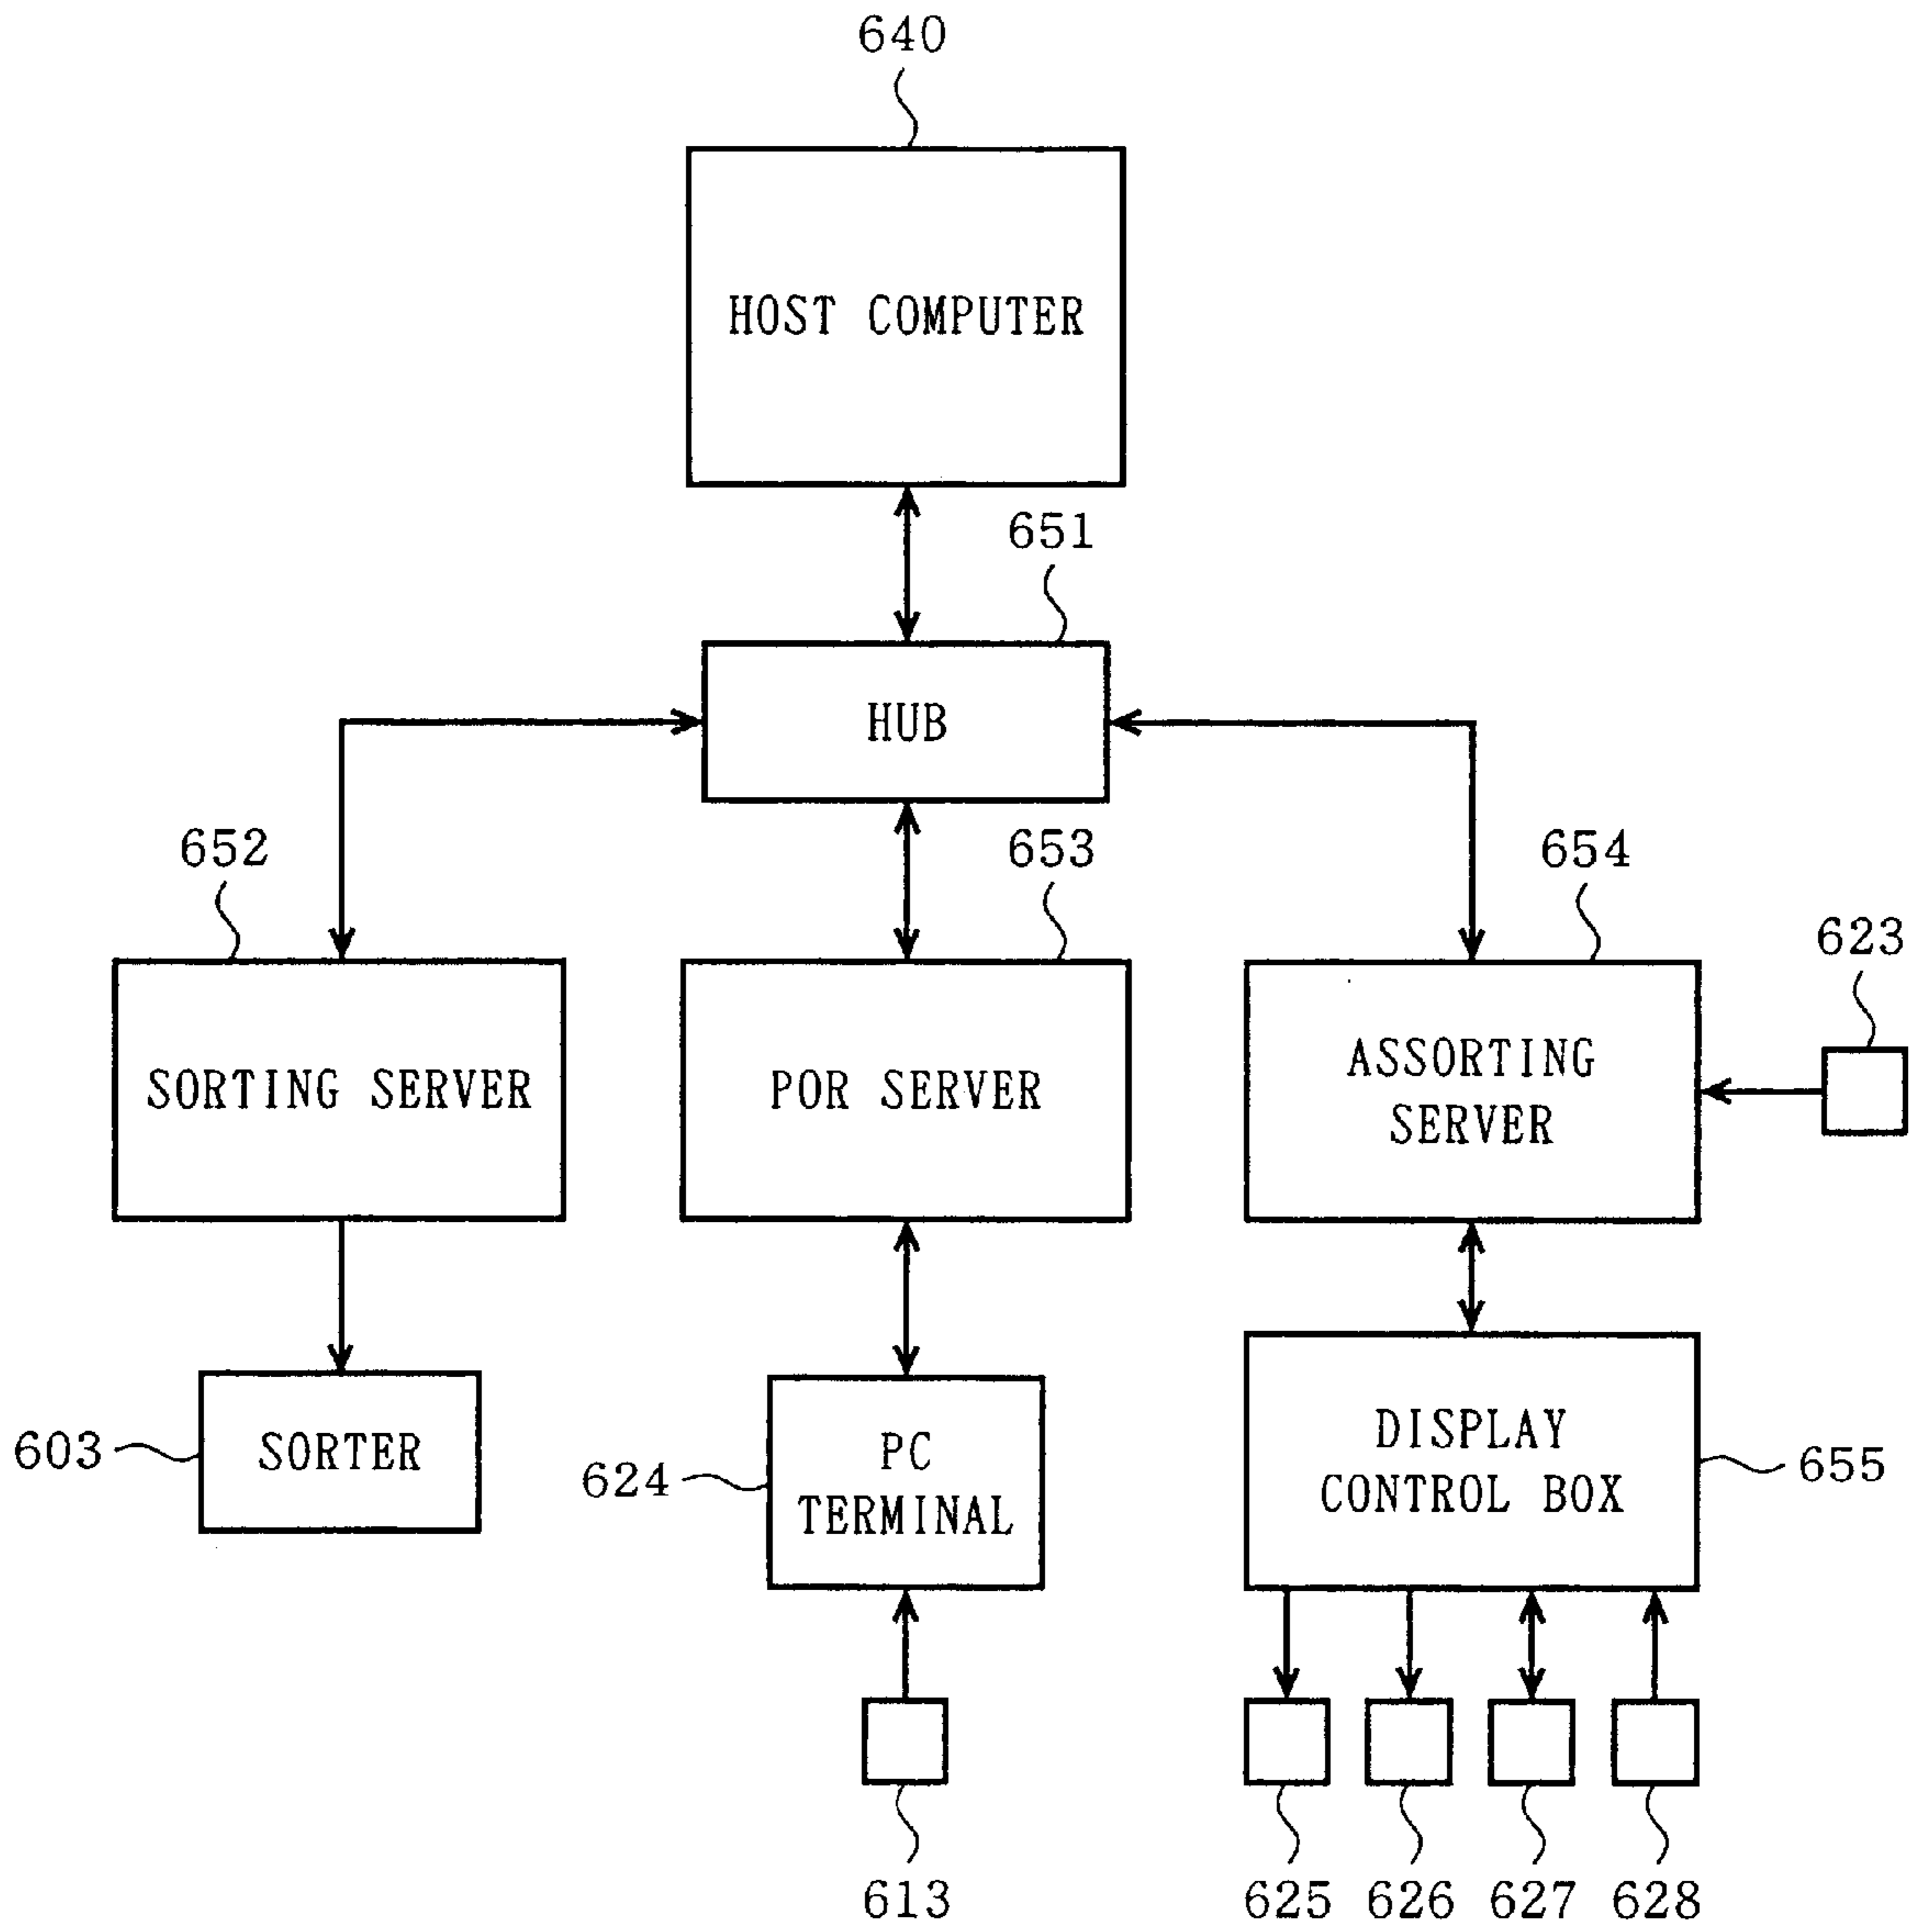 640
HOST COMPUTER
651
HUB
652
653
654
623
SORTING SERVER
POR SERVER
ASSORTING
SERVER
603
SORTER
624
PC
TERMINAL
DISPLAY
CONTROL BOX
655
613
625
626
627
628